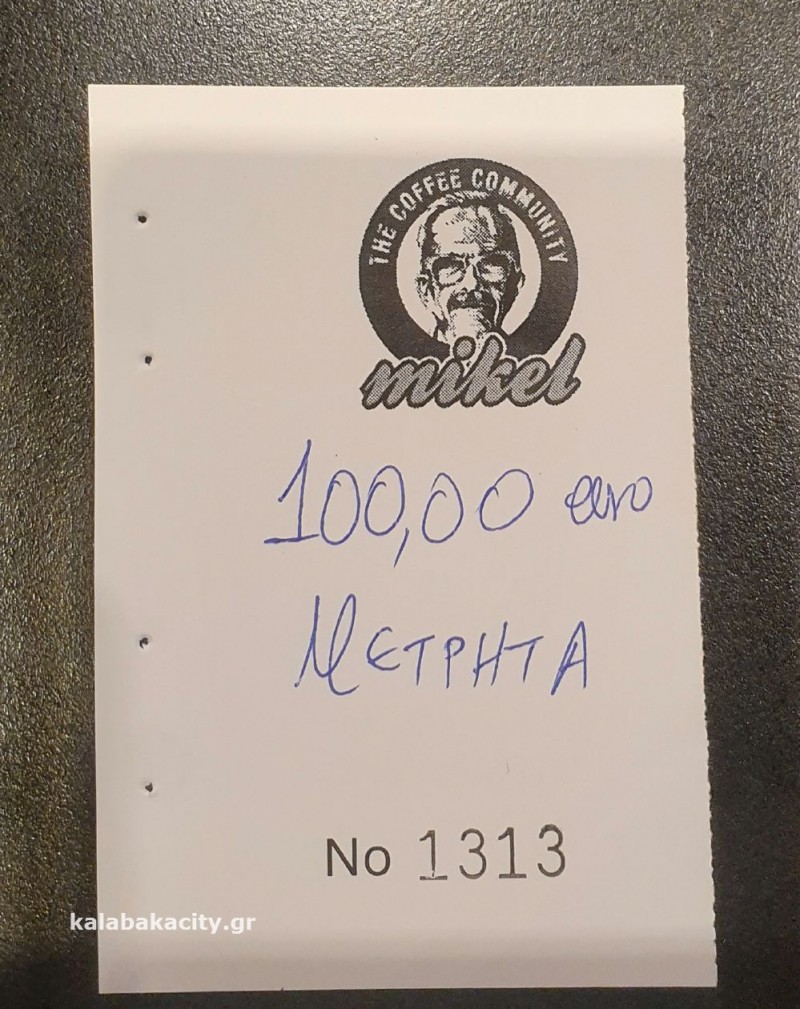 THE COFFEE COMMUNITY
mikel
100,00 euro
ΜΕΤΡΗΤΑ
No 1313
kalabakacity.gr